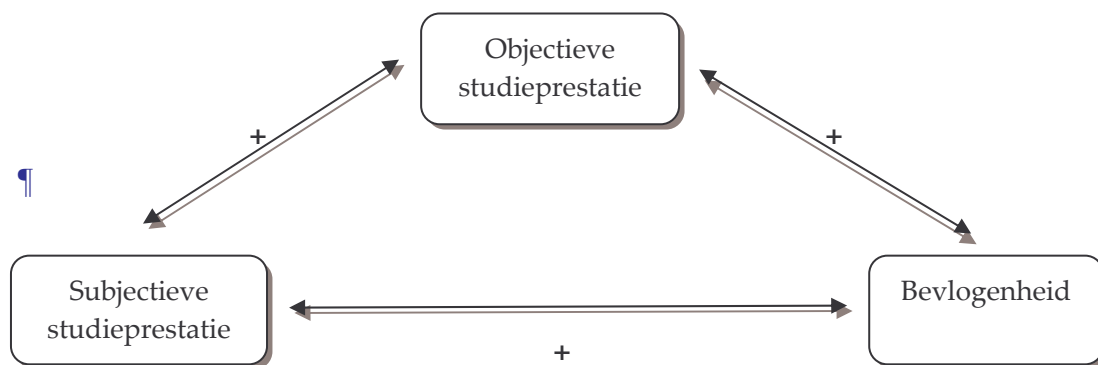 Objectieve
studieprestatie
+
+
¶
Subjectieve
studieprestatie
Bevlogenheid
+